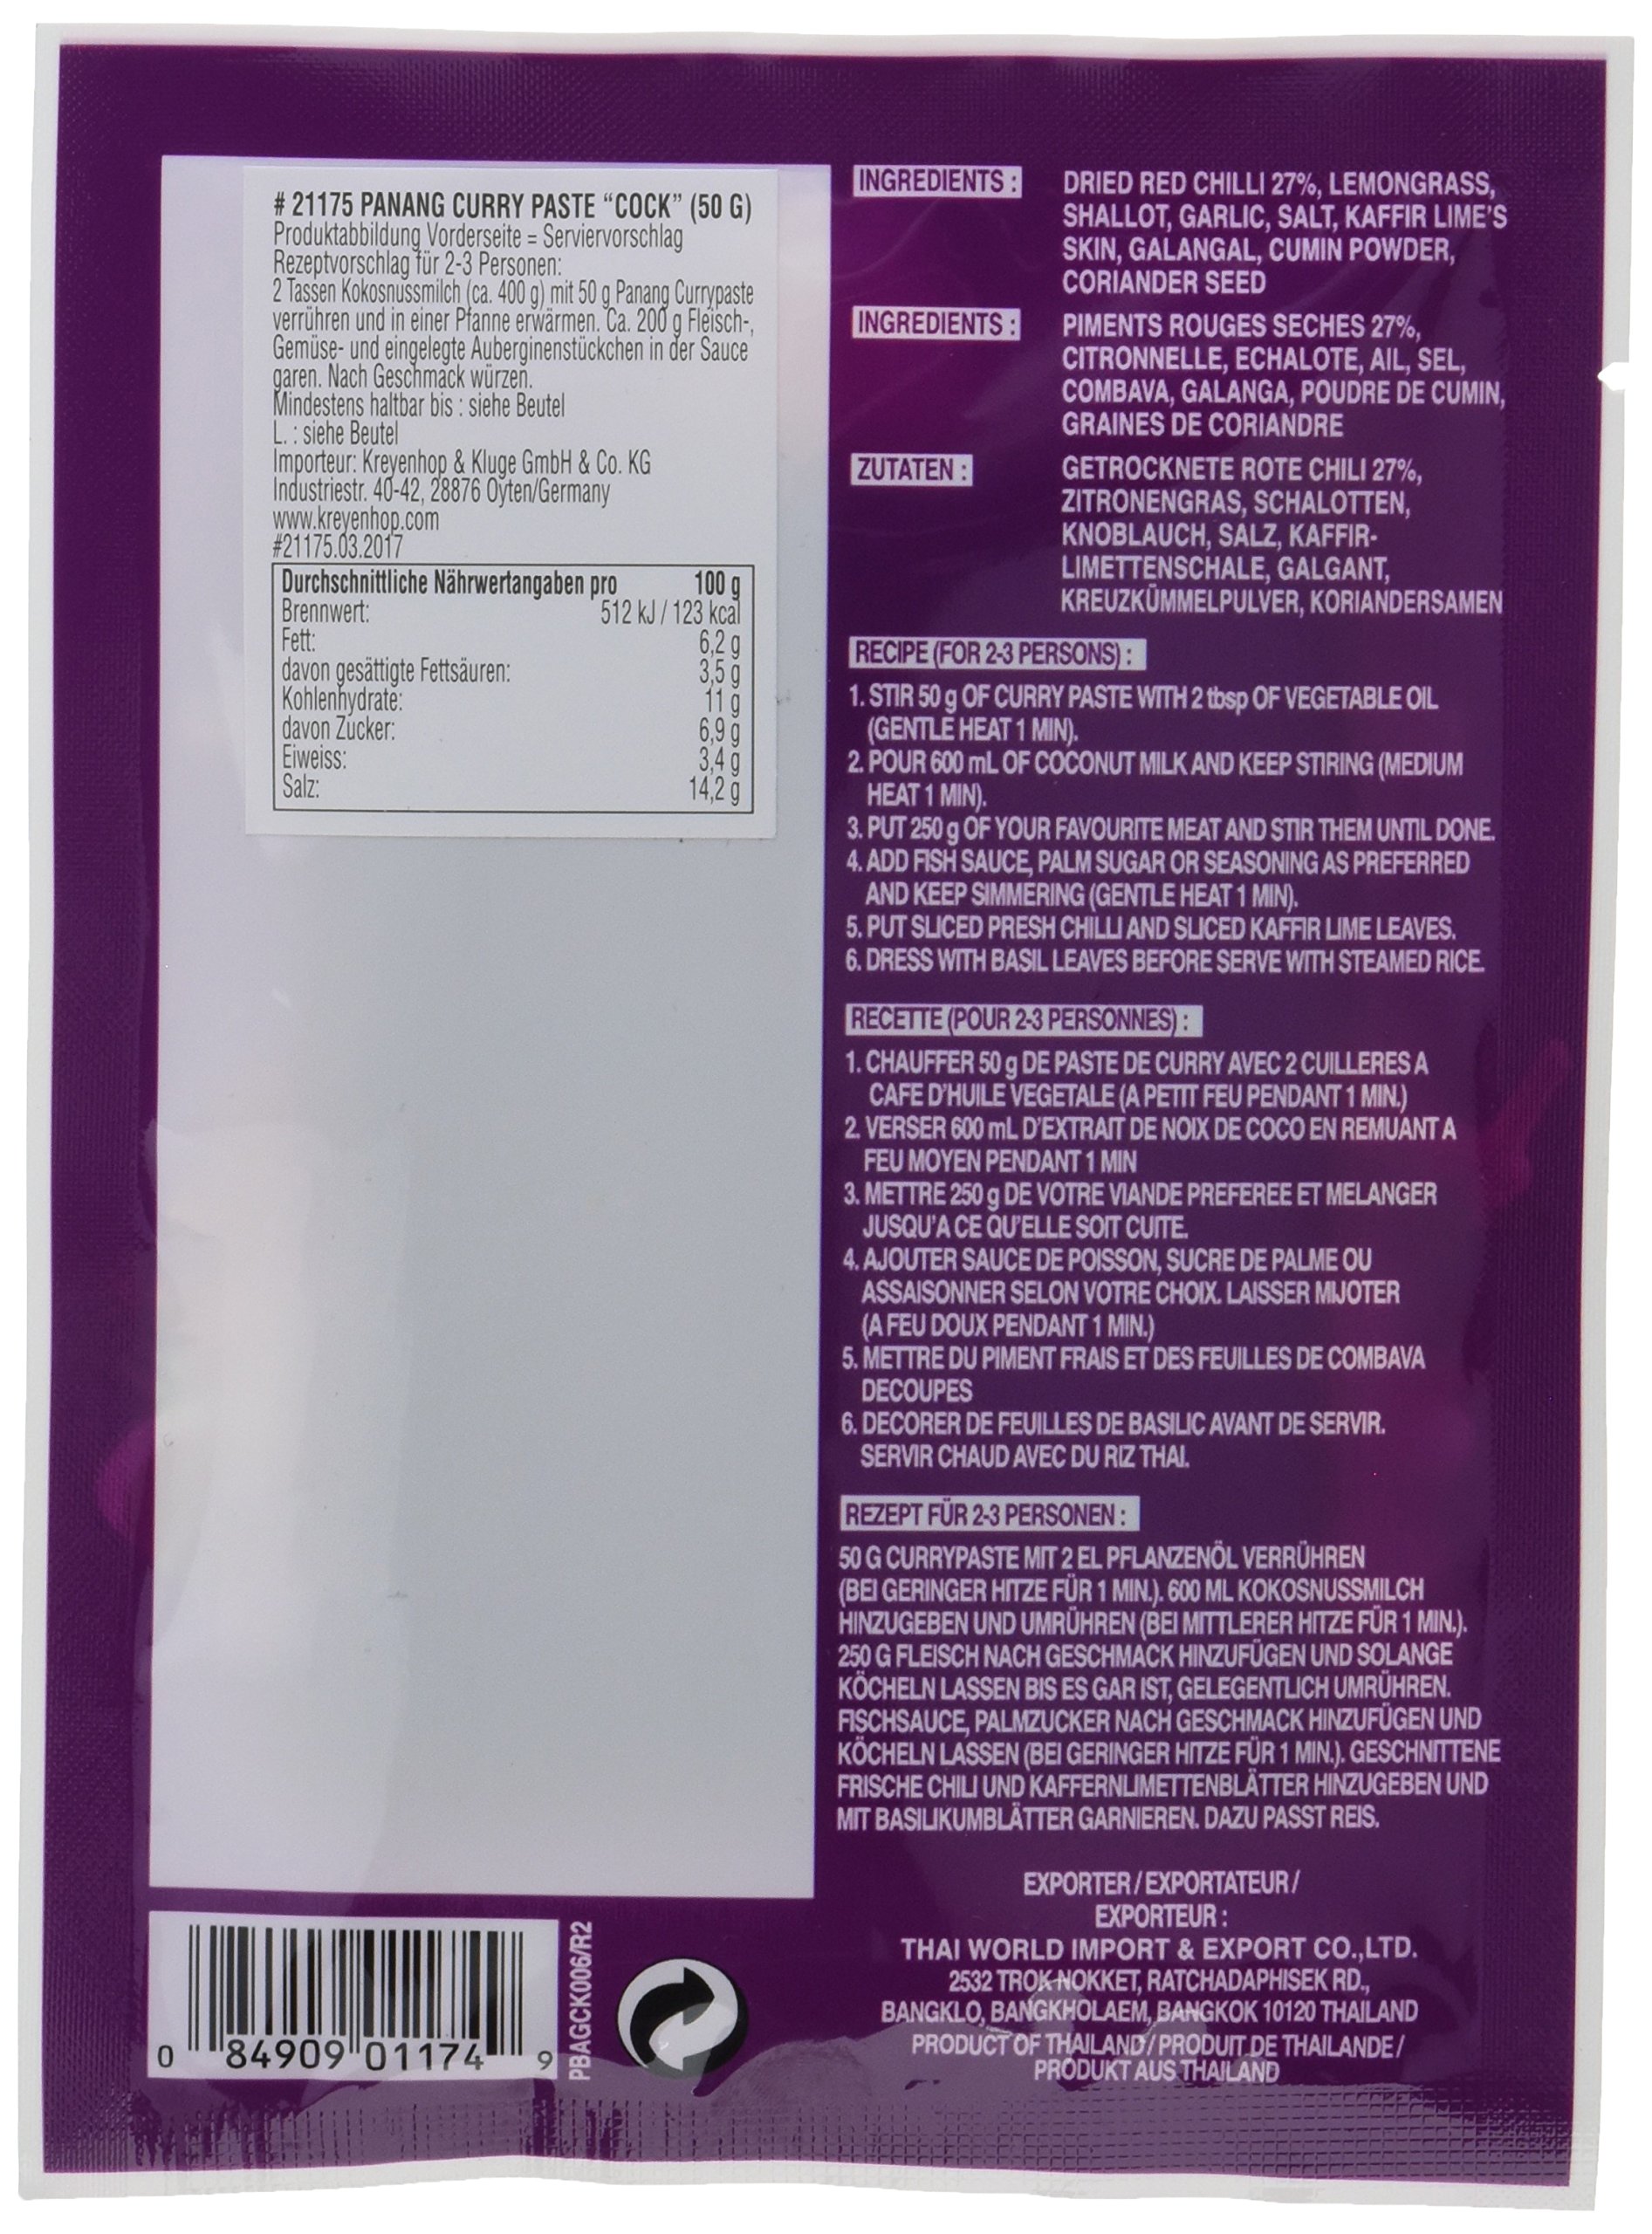 # 21175 PANANG CURRY PASTE “COCK” (50 G)
Produktabbildung Vorderseite = Serviervorschlag
Rezeptvorschlag für 2-3 Personen:
2 Tassen Kokosnussmilch (ca. 400 g) mit 50 g Panang Currypaste
verrühren und in einer Pfanne erwärmen. Ca. 200 g Fleisch-,
Gemüse- und eingelegte Auberginenstückchen in der Sauce
garen. Nach Geschmack würzen.
Mindestens haltbar bis : siehe Beutel
L. : siehe Beutel
Importeur: Kreyenhop & Kluge GmbH & Co. KG
Industriestr. 40-42, 28876 Oyten/Germany
www.kreyenhop.com
#21175.03.2017
Durchschnittliche Nährwertangaben pro 100 g
Brennwert: 512 kJ / 123 kcal
Fett: 6,2 g
davon gesättigte Fettsäuren: 3,5 g
Kohlenhydrate: 11 g
davon Zucker: 6,9 g
Eiweiss: 3,4 g
Salz: 14,2 g
INGREDIENTS : DRIED RED CHILLI 27%, LEMONGRASS,
SHALLOT, GARLIC, SALT, KAFFIR LIME'S
SKIN, GALANGAL, CUMIN POWDER,
CORIANDER SEED
INGREDIENTS : PIMENTS ROUGES SECHES 27%,
CITRONNELLE, ECHALOTE, AIL, SEL,
COMBAVA, GALANGA, POUDRE DE CUMIN,
GRAINES DE CORIANDRE
ZUTATEN : GETROCKNETE ROTE CHILI 27%,
ZITRONENGRAS, SCHALOTTEN,
KNOBLAUCH, SALZ, KAFFIR-
LIMETTENSCHALE, GALGANT,
KREUZKÜMMELPULVER, KORIANDERSAMEN
RECIPE (FOR 2-3 PERSONS) :
1. STIR 50 g OF CURRY PASTE WITH 2 tbsp OF VEGETABLE OIL
(GENTLE HEAT 1 MIN).
2. POUR 600 mL OF COCONUT MILK AND KEEP STIRING (MEDIUM
HEAT 1 MIN).
3. PUT 250 g OF YOUR FAVOURITE MEAT AND STIR THEM UNTIL DONE.
4. ADD FISH SAUCE, PALM SUGAR OR SEASONING AS PREFERRED
AND KEEP SIMMERING (GENTLE HEAT 1 MIN).
5. PUT SLICED PRESH CHILLI AND SLICED KAFFIR LIME LEAVES.
6. DRESS WITH BASIL LEAVES BEFORE SERVE WITH STEAMED RICE.
RECETTE (POUR 2-3 PERSONNES) :
1. CHAUFFER 50 g DE PASTE DE CURRY AVEC 2 CUILLERES A
CAFE D'HUILE VEGETALE (A PETIT FEU PENDANT 1 MIN.)
2. VERSER 600 mL D'EXTRAIT DE NOIX DE COCO EN REMUANT A
FEU MOYEN PENDANT 1 MIN
3. METTRE 250 g DE VOTRE VIANDE PREFEREE ET MELANGER
JUSQU'A CE QU'ELLE SOIT CUITE.
4. AJOUTER SAUCE DE POISSON, SUCRE DE PALME OU
ASSAISONNER SELON VOTRE CHOIX. LAISSER MIJOTER
(A FEU DOUX PENDANT 1 MIN.)
5. METTRE DU PIMENT FRAIS ET DES FEUILLES DE COMBAVA
DECOUPES
6. DECORER DE FEUILLES DE BASILIC AVANT DE SERVIR.
SERVIR CHAUD AVEC DU RIZ THAI.
REZEPT FÜR 2-3 PERSONEN :
50 G CURRYPASTE MIT 2 EL PFLANZENÖL VERRÜHREN
(BEI GERINGER HITZE FÜR 1 MIN.). 600 ML KOKOSNUSSMILCH
HINZUGEBEN UND UMRÜHREN (BEI MITTLERER HITZE FÜR 1 MIN.).
250 G FLEISCH NACH GESCHMACK HINZUFÜGEN UND SOLANGE
KÖCHELN LASSEN BIS ES GAR IST, GELEGENTLICH UMRÜHREN.
FISCHSAUCE, PALMZUCKER NACH GESCHMACK HINZUFÜGEN UND
KÖCHELN LASSEN (BEI GERINGER HITZE FÜR 1 MIN.). GESCHNITTENE
FRISCHE CHILI UND KAFFERNLIMETTENBLÄTTER HINZUGEBEN UND
MIT BASILIKUMBLÄTTER GARNIEREN. DAZU PASST REIS.
EXPORTER / EXPORTATEUR /
EXPORTEUR :
THAI WORLD IMPORT & EXPORT CO.,LTD.
2532 TROK NOKKET, RATCHADAPHISEK RD.,
BANGKLO, BANGKHOLAEM, BANGKOK 10120 THAILAND
PRODUCT OF THAILAND / PRODUIT DE THAILANDE /
PRODUKT AUS THAILAND
0 84909 01174 9
PBAGCK006/R2